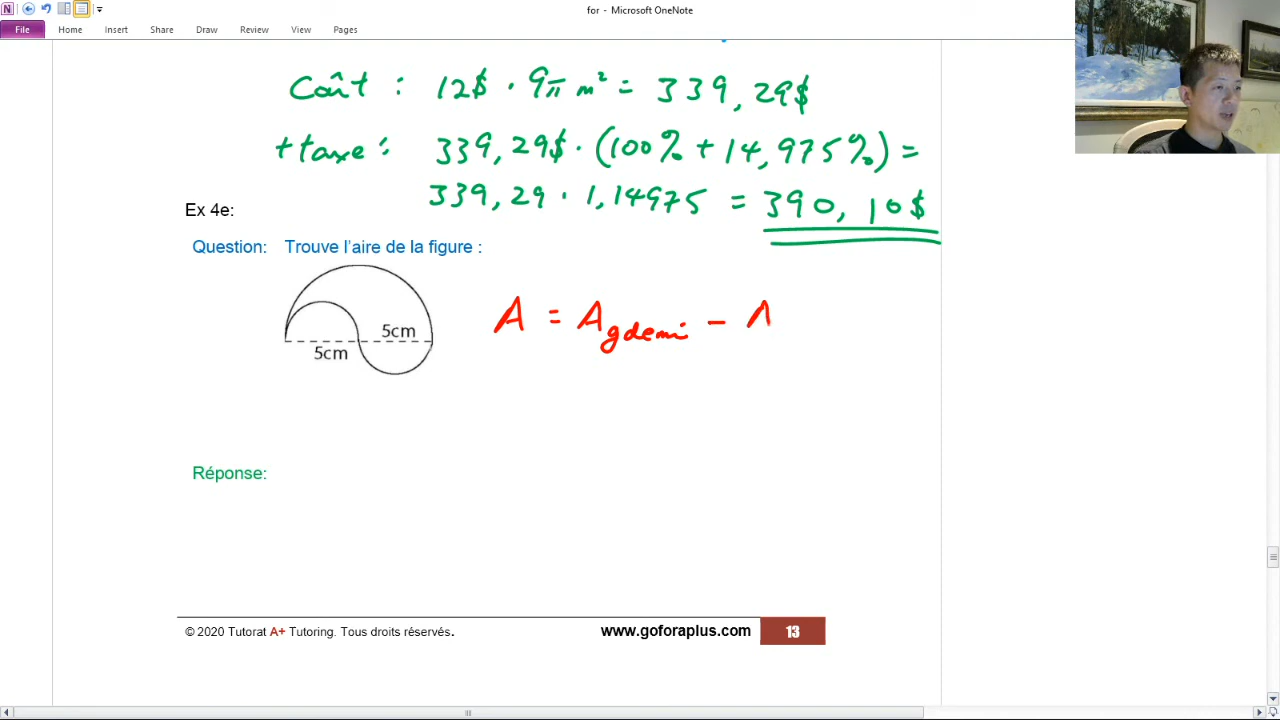 for - Microsoft OneNote
File Home Insert Share Draw Review View Pages
Coût : 12$ · 9π m² = 339,29$
+taxe : 339,29$ · (100% + 14,975%) =
339,29 · 1,14975 = 390,10$
Ex 4e:
Question: Trouve l'aire de la figure :
5cm
5cm
A = A gdemi - A
Réponse:
© 2020 Tutorat A+ Tutoring. Tous droits réservés. www.goforaplus.com 13